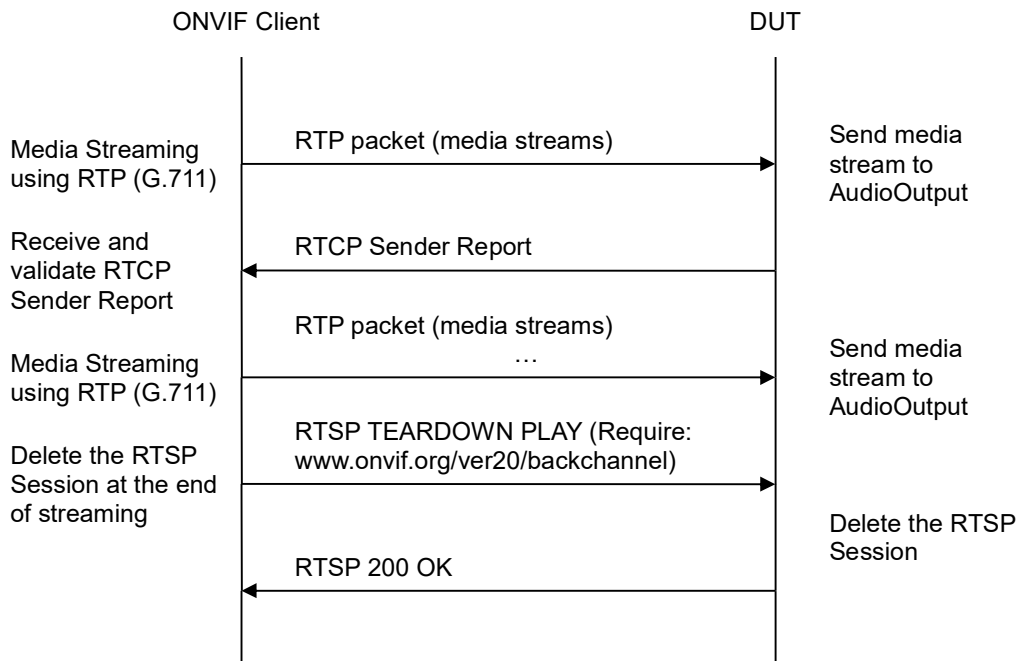 ONVIF Client
DUT
Media Streaming
using RTP (G.711)
RTP packet (media streams)
Send media
stream to
AudioOutput
Receive and
validate RTCP
Sender Report
RTCP Sender Report
Media Streaming
using RTP (G.711)
RTP packet (media streams)
…
Send media
stream to
AudioOutput
Delete the RTSP
Session at the end
of streaming
RTSP TEARDOWN PLAY (Require:
www.onvif.org/ver20/backchannel)
Delete the RTSP
Session
RTSP 200 OK